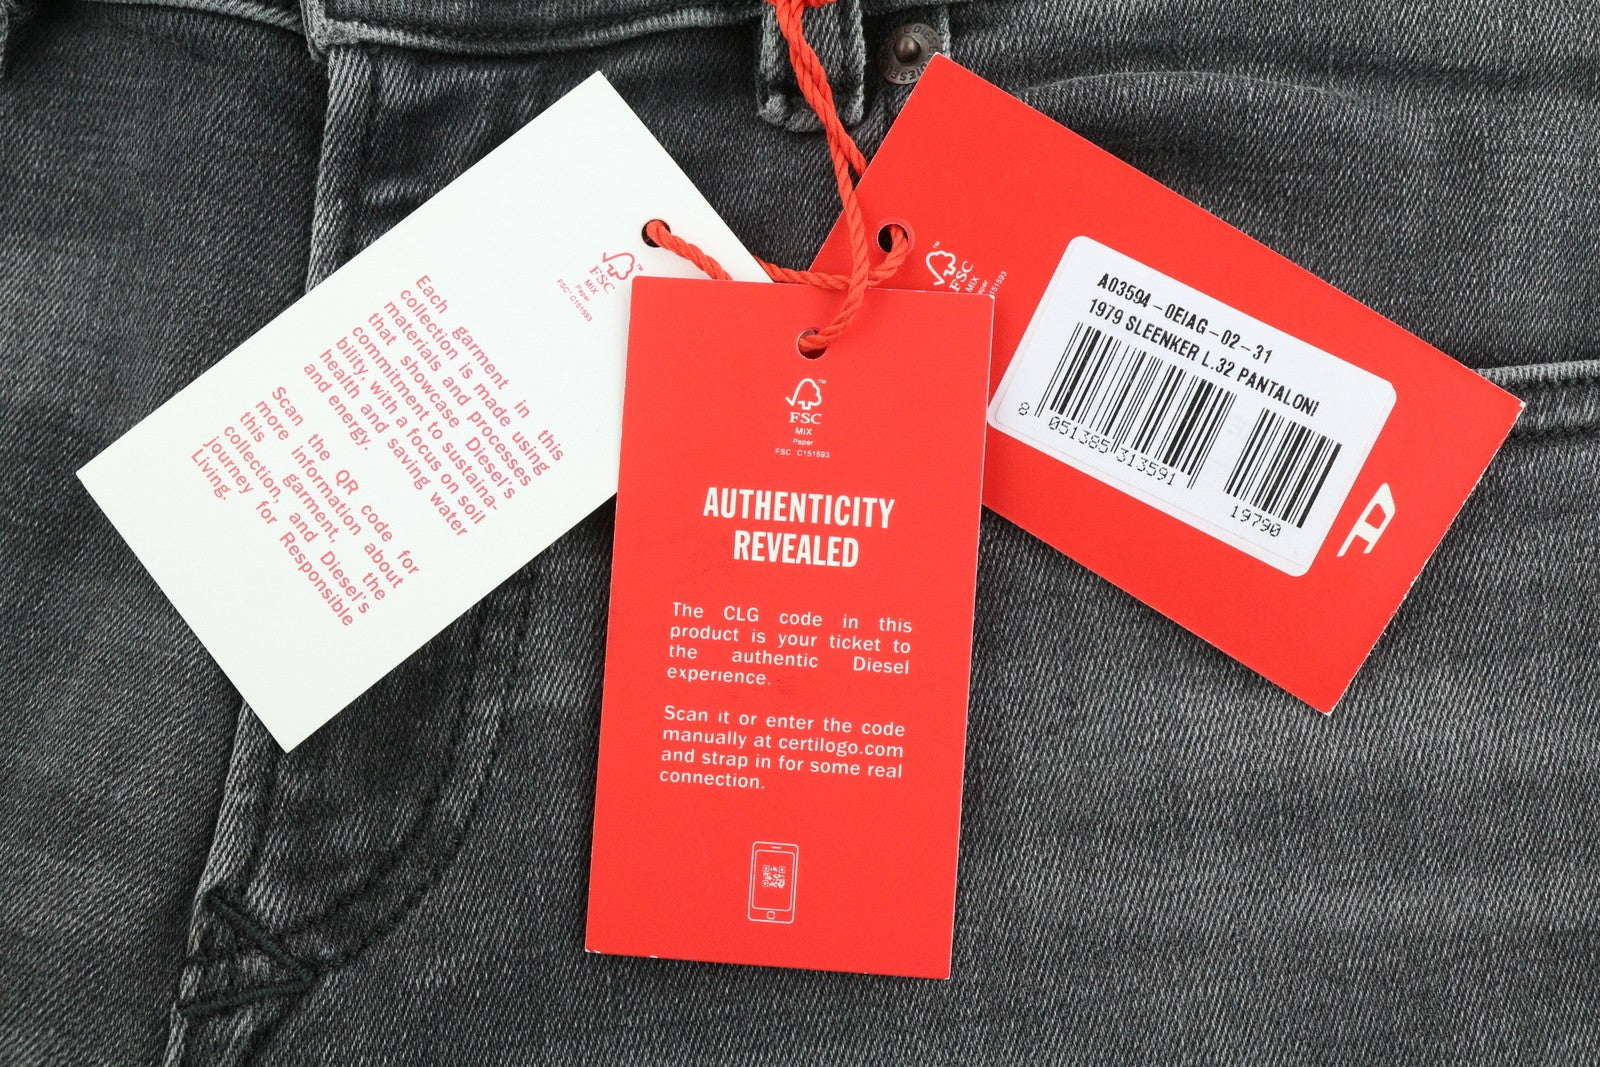 FSC™
MIX
Paper
FSC™ C151593
Each garment in this
collection is made using
materials and processes
that showcase Diesel's
commitment to sustaina-
bility with a focus on soil
health and saving water
and energy.
Scan the QR code for
more information about
this garment, the
collection, and Diesel's
journey for Responsible
Living.
FSC™
MIX
Paper
FSC C151593
AUTHENTICITY
REVEALED
The CLG code in this
product is your ticket to
the authentic Diesel
experience.
Scan it or enter the code
manually at certilogo.com
and strap in for some real
connection.
FSC™
MIX
A03594-0EIAG-02-31
1979 SLEENKER L.32 PANTALONI
8 051385 313591
19790
D
DIESEL